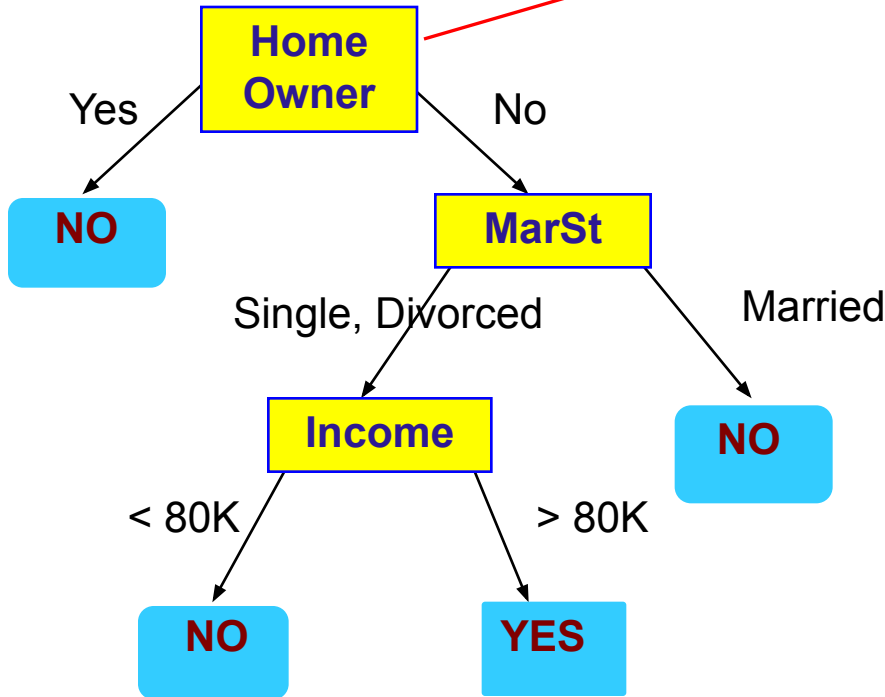 Home
Owner
Yes
No
NO
MarSt
Single, Divorced
Married
Income
NO
< 80K
> 80K
NO
YES